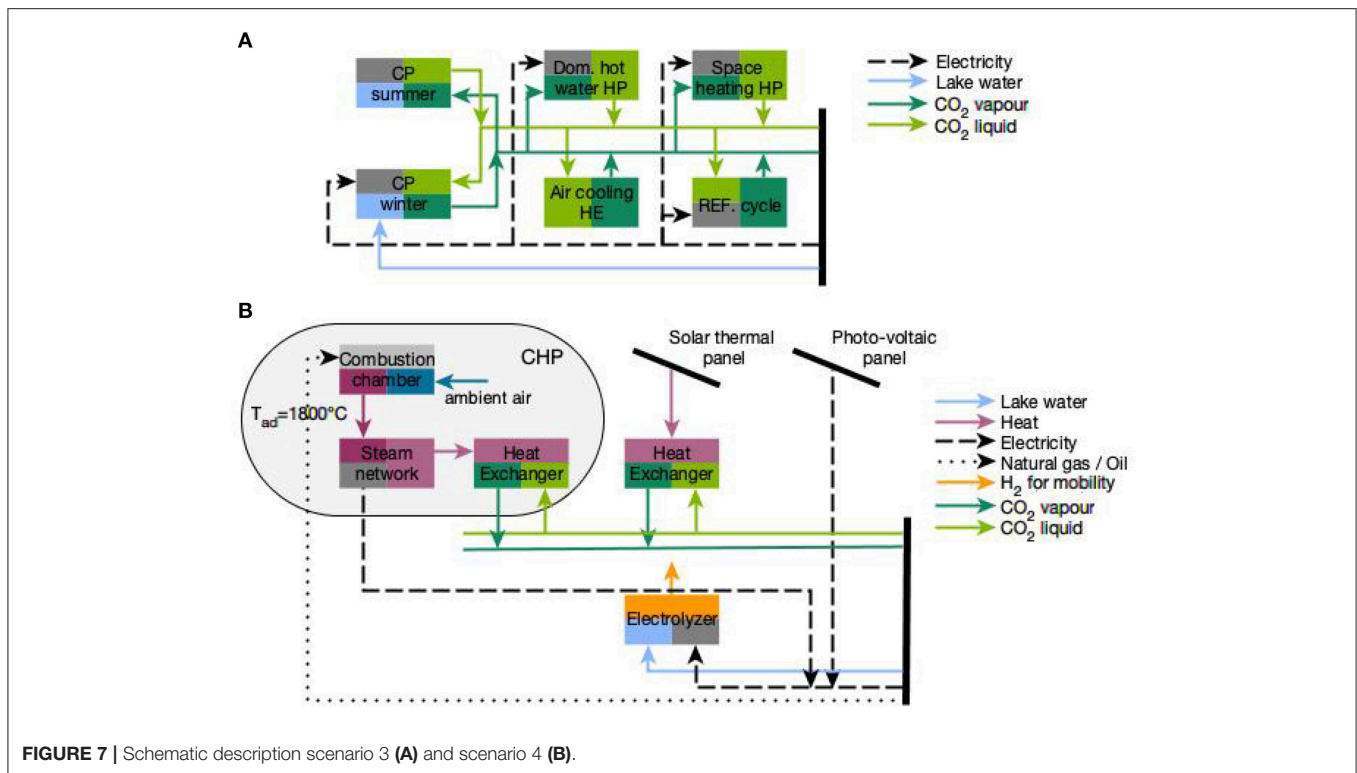 A
CP
summer
Dom. hot
water HP
Space
heating HP
Electricity
Lake water
CO2 vapour
CO2 liquid
CP
winter
Air cooling
HE
REF. cycle
B
Combustion
chamber
CHP
ambient air
Tad=1800°C
Steam
network
Heat
Exchanger
Solar thermal
panel
Photo-voltaic
panel
Heat
Exchanger
Lake water
Heat
Electricity
Natural gas / Oil
H2 for mobility
CO2 vapour
CO2 liquid
Electrolyzer
FIGURE 7 | Schematic description scenario 3 (A) and scenario 4 (B).